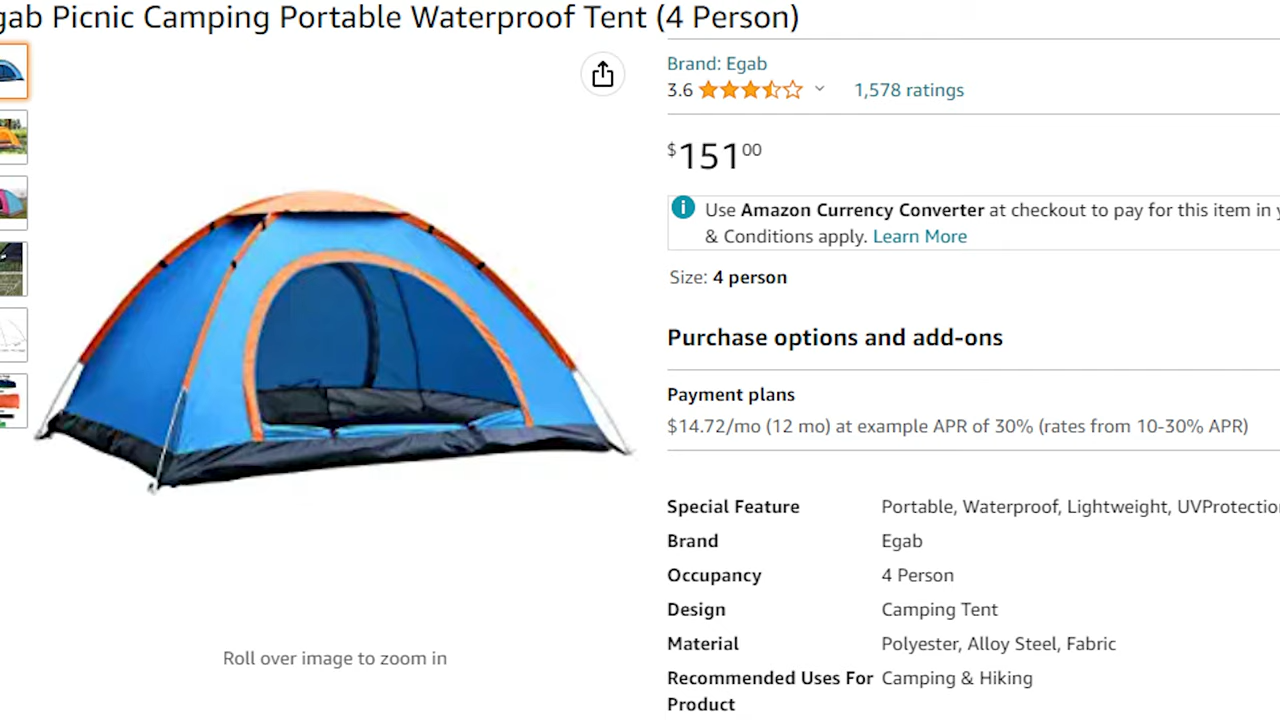 gab Picnic Camping Portable Waterproof Tent (4 Person)
Brand: Egab
3.6 1,578 ratings
$15100
i Use Amazon Currency Converter at checkout to pay for this item in
& Conditions apply. Learn More
Size: 4 person
Purchase options and add-ons
Payment plans
$14.72/mo (12 mo) at example APR of 30% (rates from 10-30% APR)
Special Feature Portable, Waterproof, Lightweight, UVProtectio
Brand Egab
Occupancy 4 Person
Design Camping Tent
Material Polyester, Alloy Steel, Fabric
Recommended Uses For Camping & Hiking
Product
Roll over image to zoom in